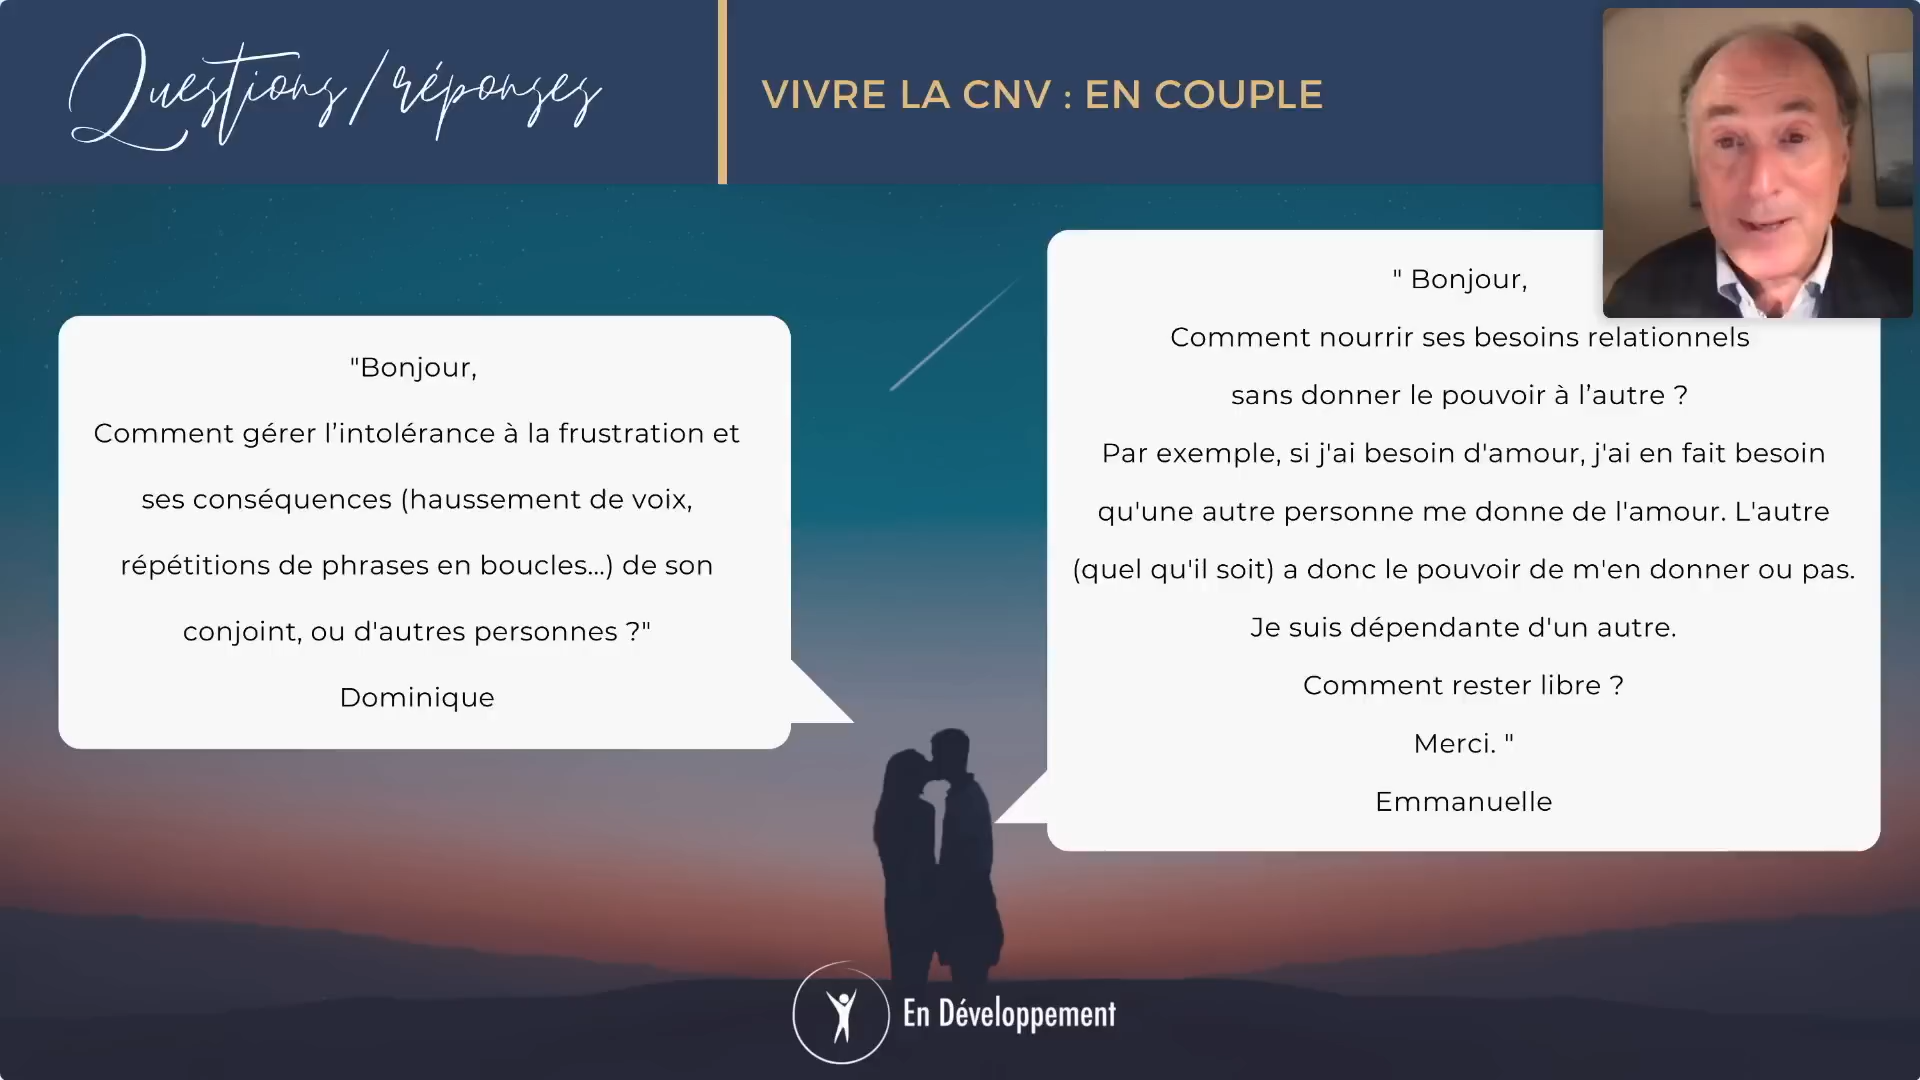 Questions/réponses
VIVRE LA CNV : EN COUPLE
"Bonjour,
Comment gérer l’intolérance à la frustration et
ses conséquences (haussement de voix,
répétitions de phrases en boucles...) de son
conjoint, ou d'autres personnes ?"
Dominique
" Bonjour,
Comment nourrir ses besoins relationnels
sans donner le pouvoir à l’autre ?
Par exemple, si j'ai besoin d'amour, j'ai en fait besoin
qu'une autre personne me donne de l'amour. L'autre
(quel qu'il soit) a donc le pouvoir de m'en donner ou pas.
Je suis dépendante d'un autre.
Comment rester libre ?
Merci. "
Emmanuelle
En Développement